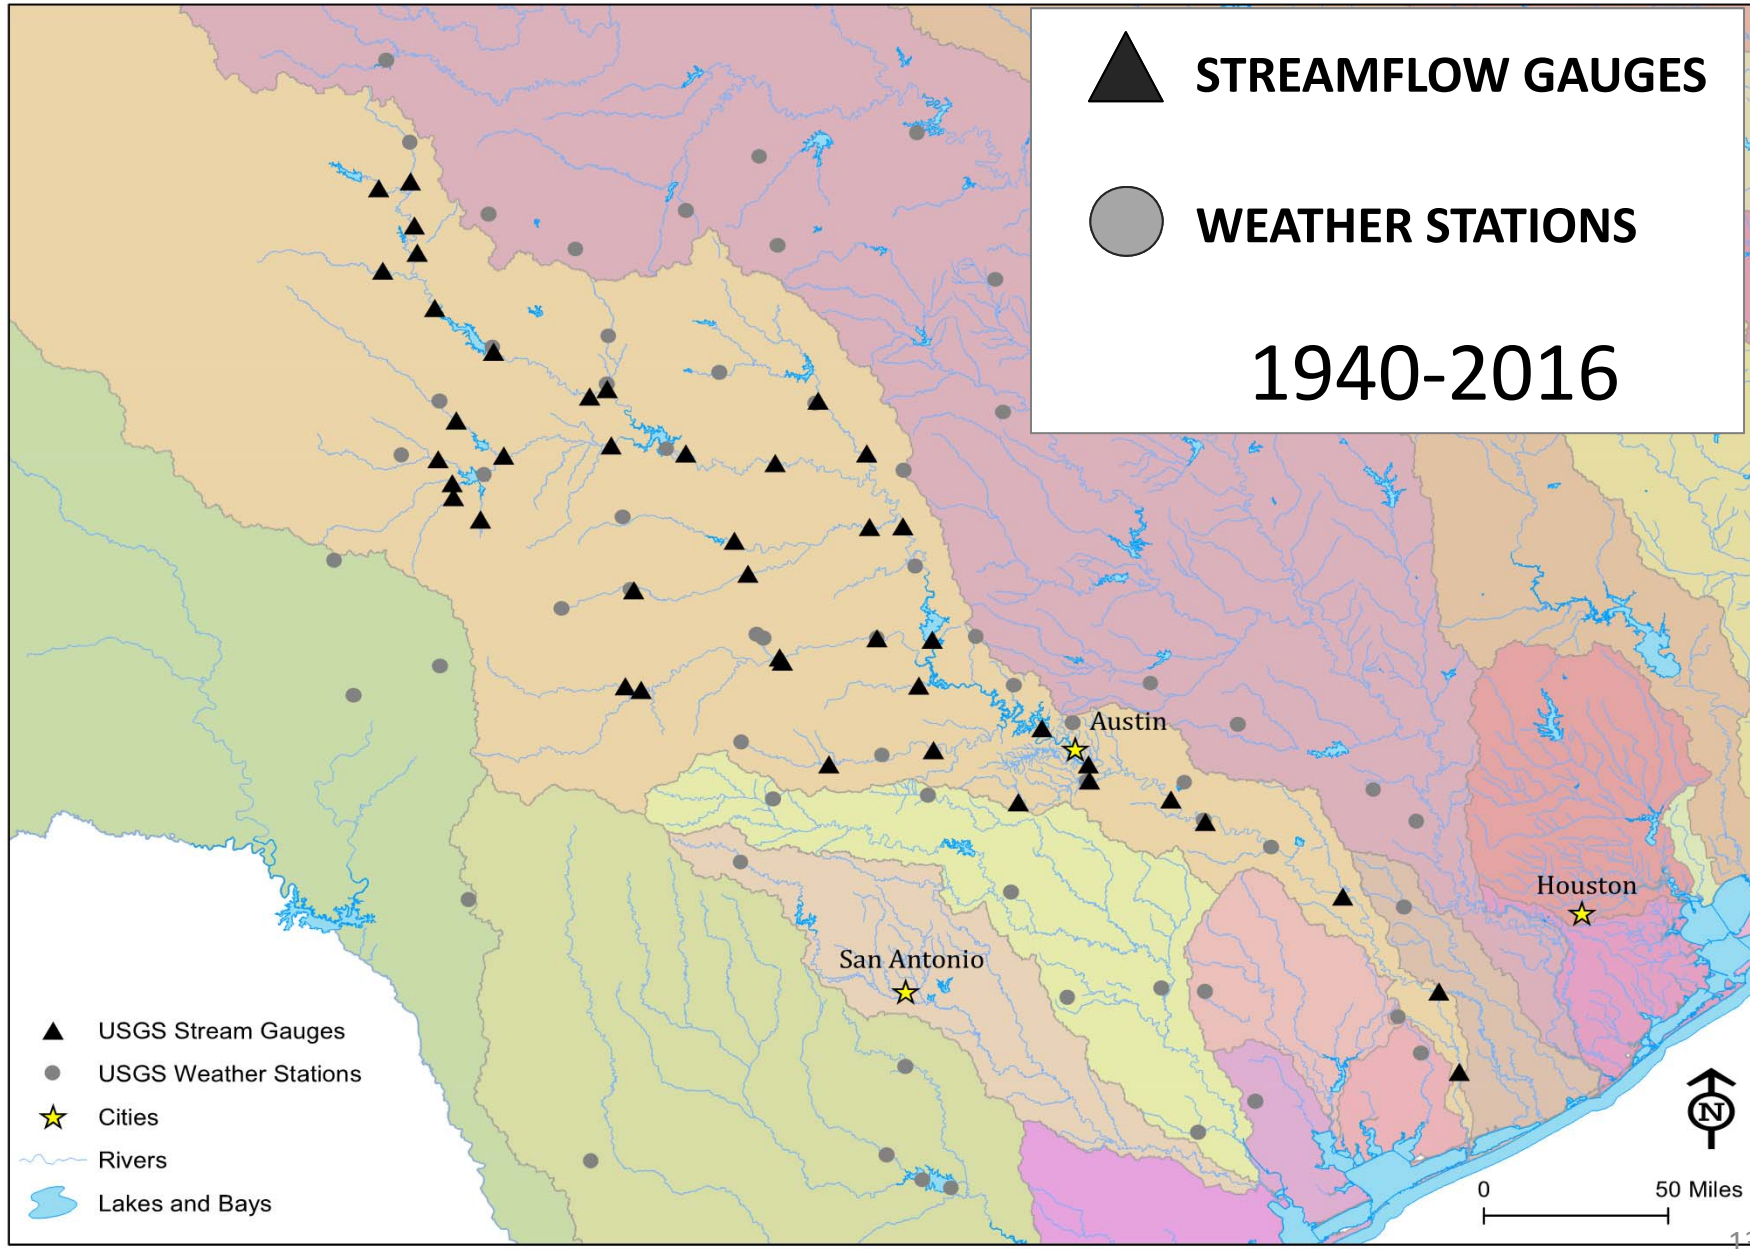 STREAMFLOW GAUGES
WEATHER STATIONS
1940-2016
Austin
Houston
San Antonio
USGS Stream Gauges
USGS Weather Stations
Cities
Rivers
Lakes and Bays
N
0 50 Miles